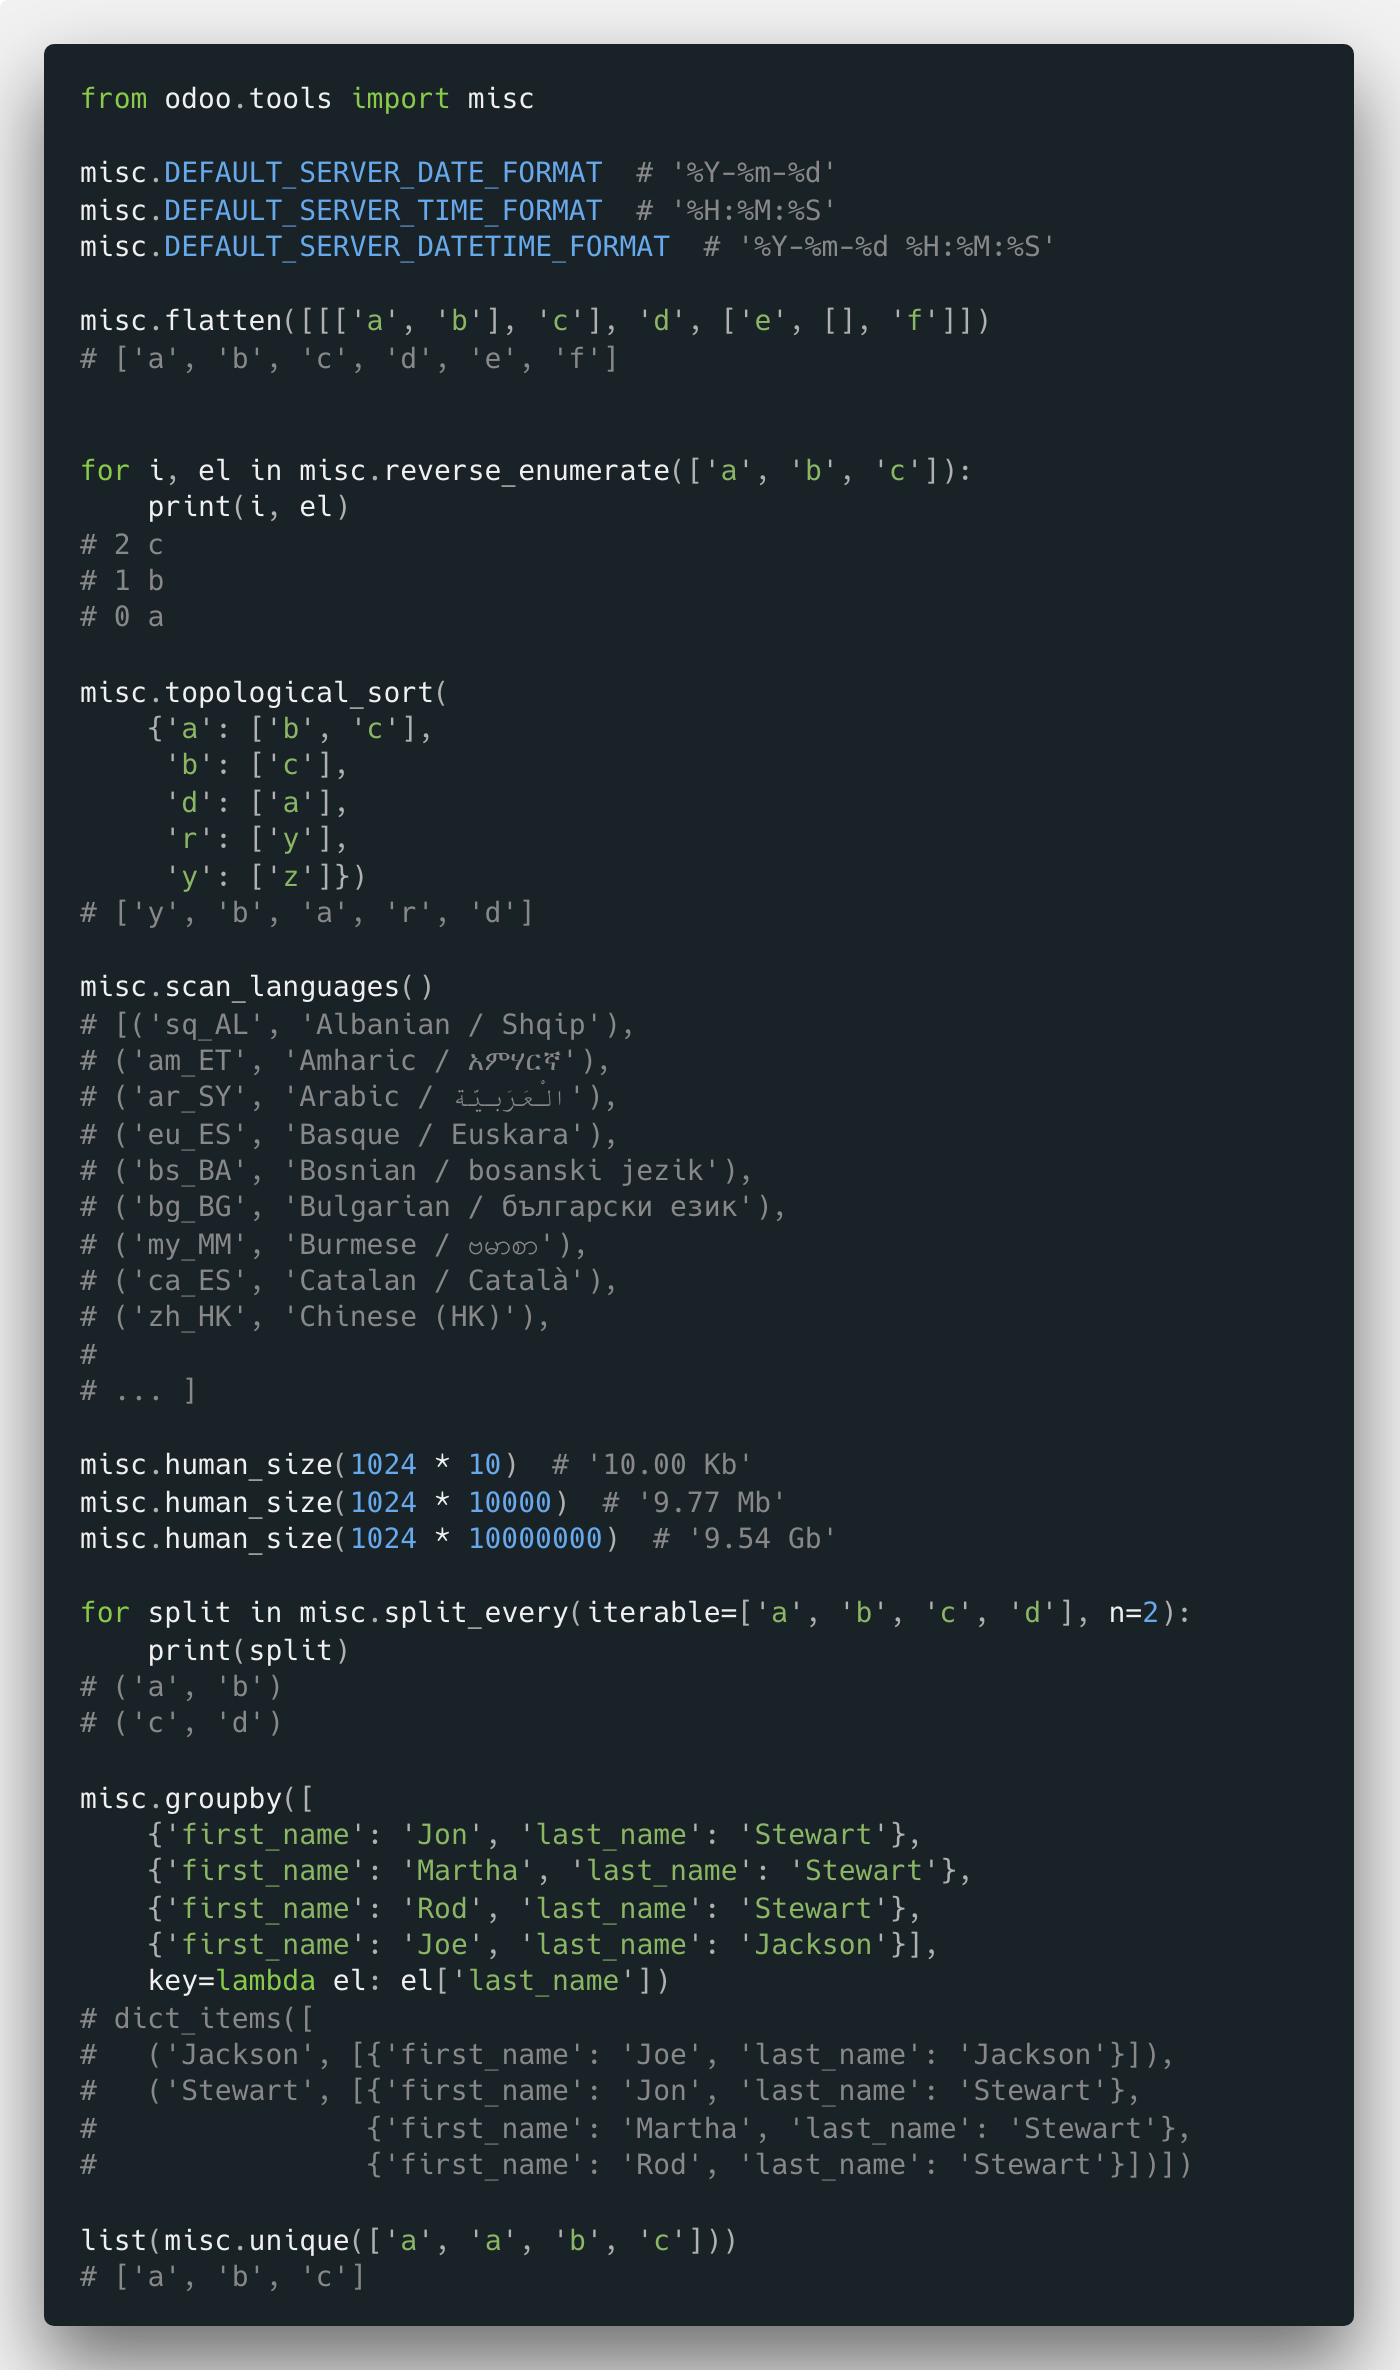 from odoo.tools import misc
misc.DEFAULT_SERVER_DATE_FORMAT  # '%Y-%m-%d'
misc.DEFAULT_SERVER_TIME_FORMAT  # '%H:%M:%S'
misc.DEFAULT_SERVER_DATETIME_FORMAT  # '%Y-%m-%d %H:%M:%S'
misc.flatten([[['a', 'b'], 'c'], 'd', ['e', [], 'f']])
# ['a', 'b', 'c', 'd', 'e', 'f']
for i, el in misc.reverse_enumerate(['a', 'b', 'c']):
    print(i, el)
# 2 c
# 1 b
# 0 a
misc.topological_sort(
    {'a': ['b', 'c'],
     'b': ['c'],
     'd': ['a'],
     'r': ['y'],
     'y': ['z']})
# ['y', 'b', 'a', 'r', 'd']
misc.scan_languages()
# [('sq_AL', 'Albanian / Shqip'),
# ('am_ET', 'Amharic / አምሃርኛ'),
# ('ar_SY', 'Arabic / الْعَرَبيّة'),
# ('eu_ES', 'Basque / Euskara'),
# ('bs_BA', 'Bosnian / bosanski jezik'),
# ('bg_BG', 'Bulgarian / български език'),
# ('my_MM', 'Burmese / ဗမာစာ'),
# ('ca_ES', 'Catalan / Català'),
# ('zh_HK', 'Chinese (HK)'),
#
# ... ]
misc.human_size(1024 * 10)  # '10.00 Kb'
misc.human_size(1024 * 10000)  # '9.77 Mb'
misc.human_size(1024 * 10000000)  # '9.54 Gb'
for split in misc.split_every(iterable=['a', 'b', 'c', 'd'], n=2):
    print(split)
# ('a', 'b')
# ('c', 'd')
misc.groupby([
    {'first_name': 'Jon', 'last_name': 'Stewart'},
    {'first_name': 'Martha', 'last_name': 'Stewart'},
    {'first_name': 'Rod', 'last_name': 'Stewart'},
    {'first_name': 'Joe', 'last_name': 'Jackson'}],
    key=lambda el: el['last_name'])
# dict_items([
#   ('Jackson', [{'first_name': 'Joe', 'last_name': 'Jackson'}]),
#   ('Stewart', [{'first_name': 'Jon', 'last_name': 'Stewart'},
#                {'first_name': 'Martha', 'last_name': 'Stewart'},
#                {'first_name': 'Rod', 'last_name': 'Stewart'}])])
list(misc.unique(['a', 'a', 'b', 'c']))
# ['a', 'b', 'c']